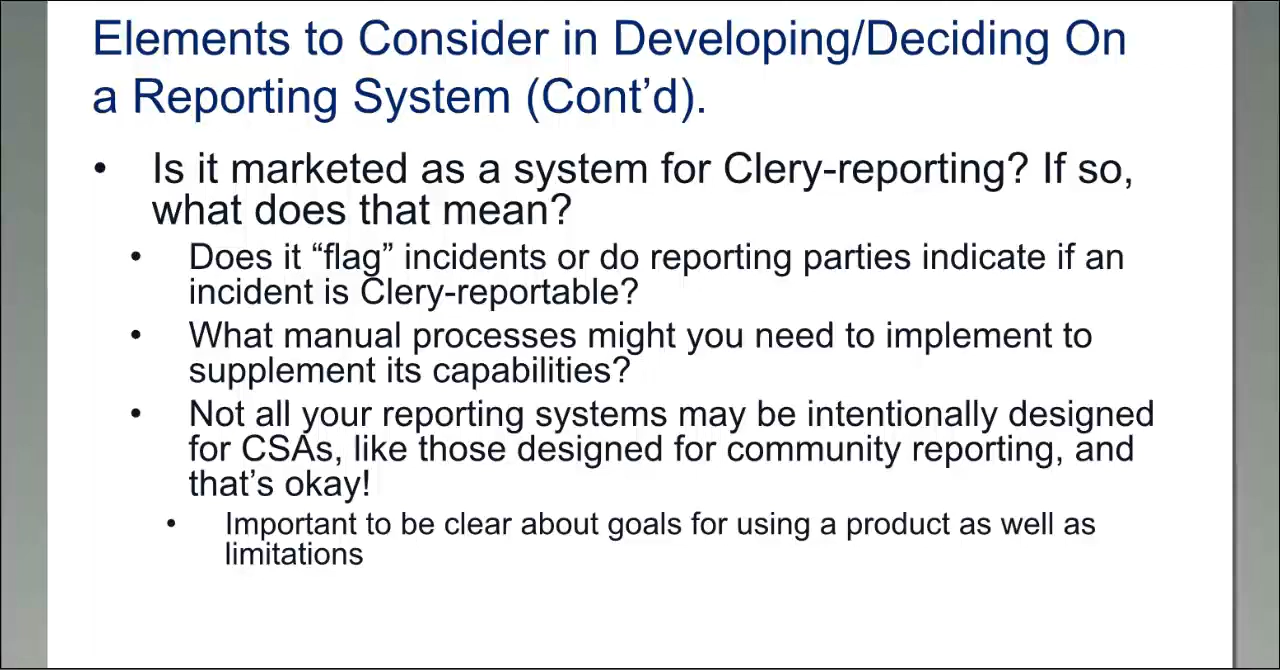 Elements to Consider in Developing/Deciding On
a Reporting System (Cont’d).
• Is it marketed as a system for Clery-reporting? If so,
what does that mean?
• Does it “flag” incidents or do reporting parties indicate if an
incident is Clery-reportable?
• What manual processes might you need to implement to
supplement its capabilities?
• Not all your reporting systems may be intentionally designed
for CSAs, like those designed for community reporting, and
that’s okay!
• Important to be clear about goals for using a product as well as
limitations